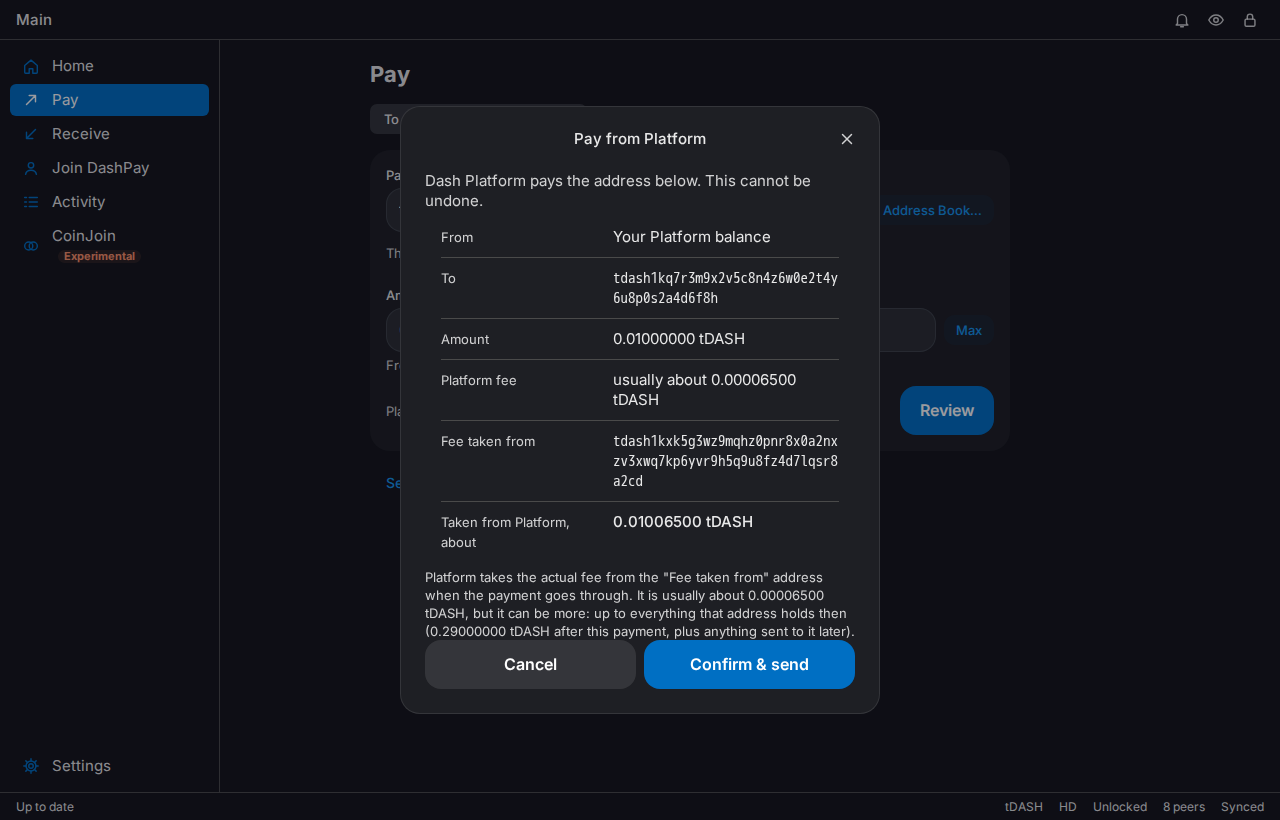 Main
Home
Pay
Receive
Join DashPay
Activity
CoinJoin
Experimental
Settings
Pay
To
Address Book...
Max
Review
Pay from Platform
Dash Platform pays the address below. This cannot be
undone.
From
Your Platform balance
To
tdash1kq7r3m9x2v5c8n4z6w0e2t4y
6u8p0s2a4d6f8h
Amount
0.01000000 tDASH
Platform fee
usually about 0.00006500
tDASH
Fee taken from
tdash1kxk5g3wz9mqhz0pnr8x0a2nx
zv3xwq7kp6yvr9h5q9u8fz4d7lqsr8
a2cd
Taken from Platform,
about
0.01006500 tDASH
Platform takes the actual fee from the "Fee taken from" address
when the payment goes through. It is usually about 0.00006500
tDASH, but it can be more: up to everything that address holds then
(0.29000000 tDASH after this payment, plus anything sent to it later).
Cancel
Confirm & send
Up to date
tDASH
HD
Unlocked
8 peers
Synced